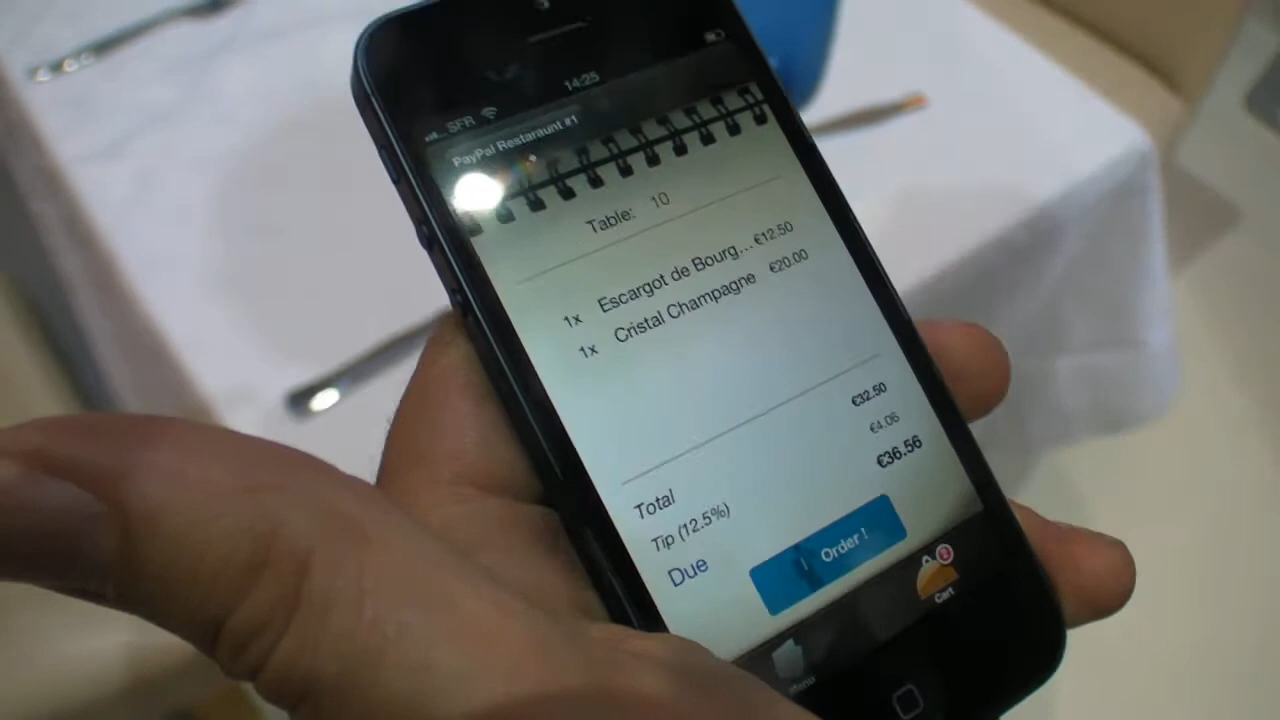 SFR 14:25
PayPal Restaraunt #1
Table: 10
1x Escargot de Bourg... €12.50
1x Cristal Champagne €20.00
Total €32.50
Tip (12.5%) €4.06
Due €36.56
I Order !
Menu Cart